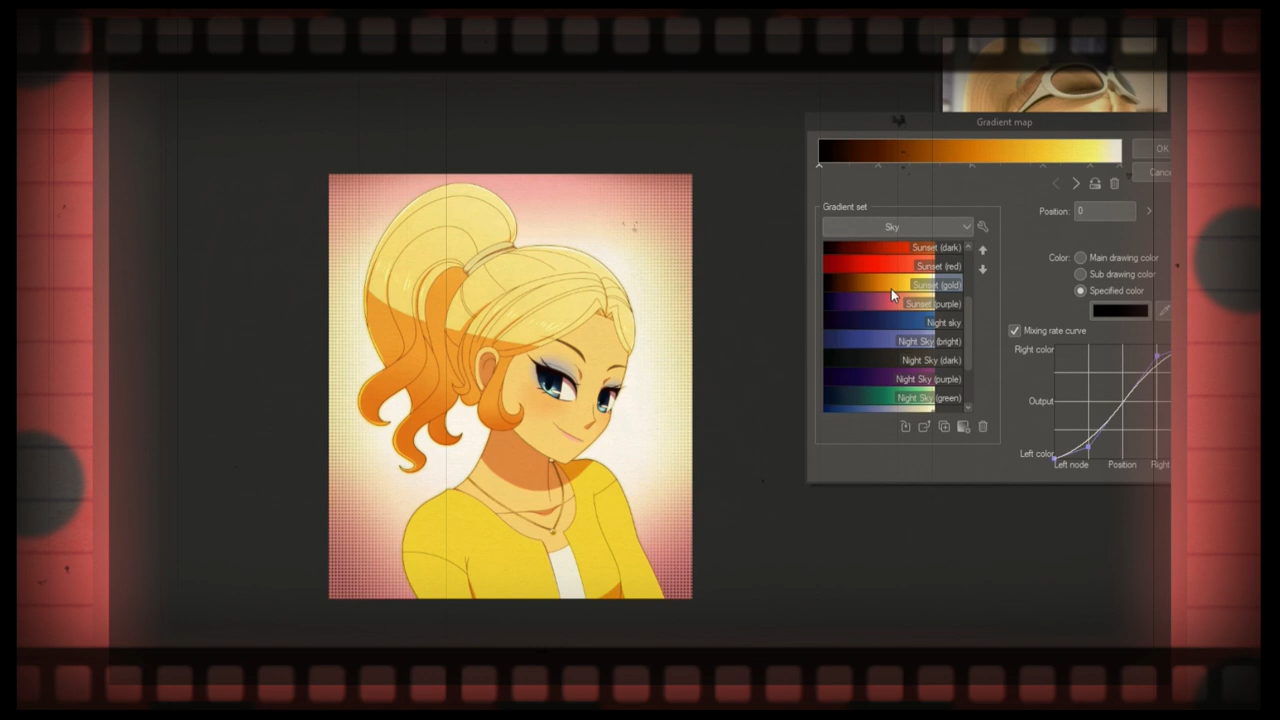 Gradient map
OK
Cance
Position: 0
Gradient set
Sky
Sunset (dark)
Sunset (red)
Sunset (gold)
Sunset (purple)
Night sky
Night Sky (bright)
Night Sky (dark)
Night Sky (purple)
Night Sky (green)
Color:
Main drawing color
Sub drawing color
Specified color
Mixing rate curve
Right color
Output
Left color
Left node
Position
Right